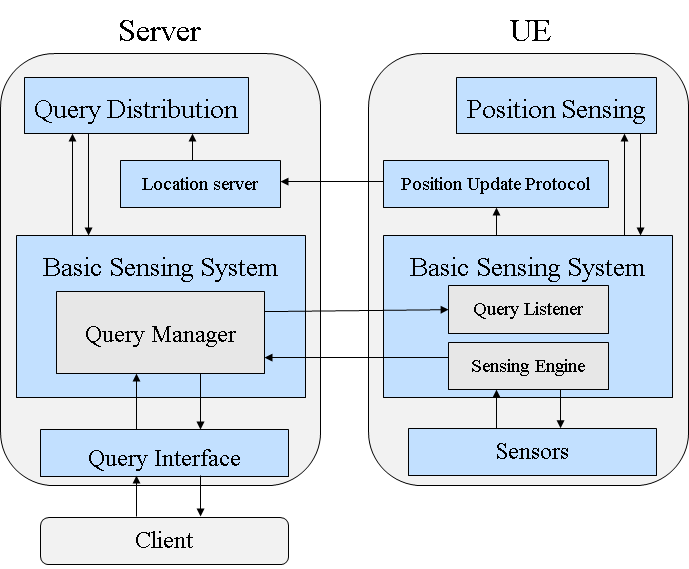 Server
UE
Query Distribution
Position Sensing
Location server
Position Update Protocol
Basic Sensing System
Basic Sensing System
Query Manager
Query Listener
Sensing Engine
Query Interface
Sensors
Client